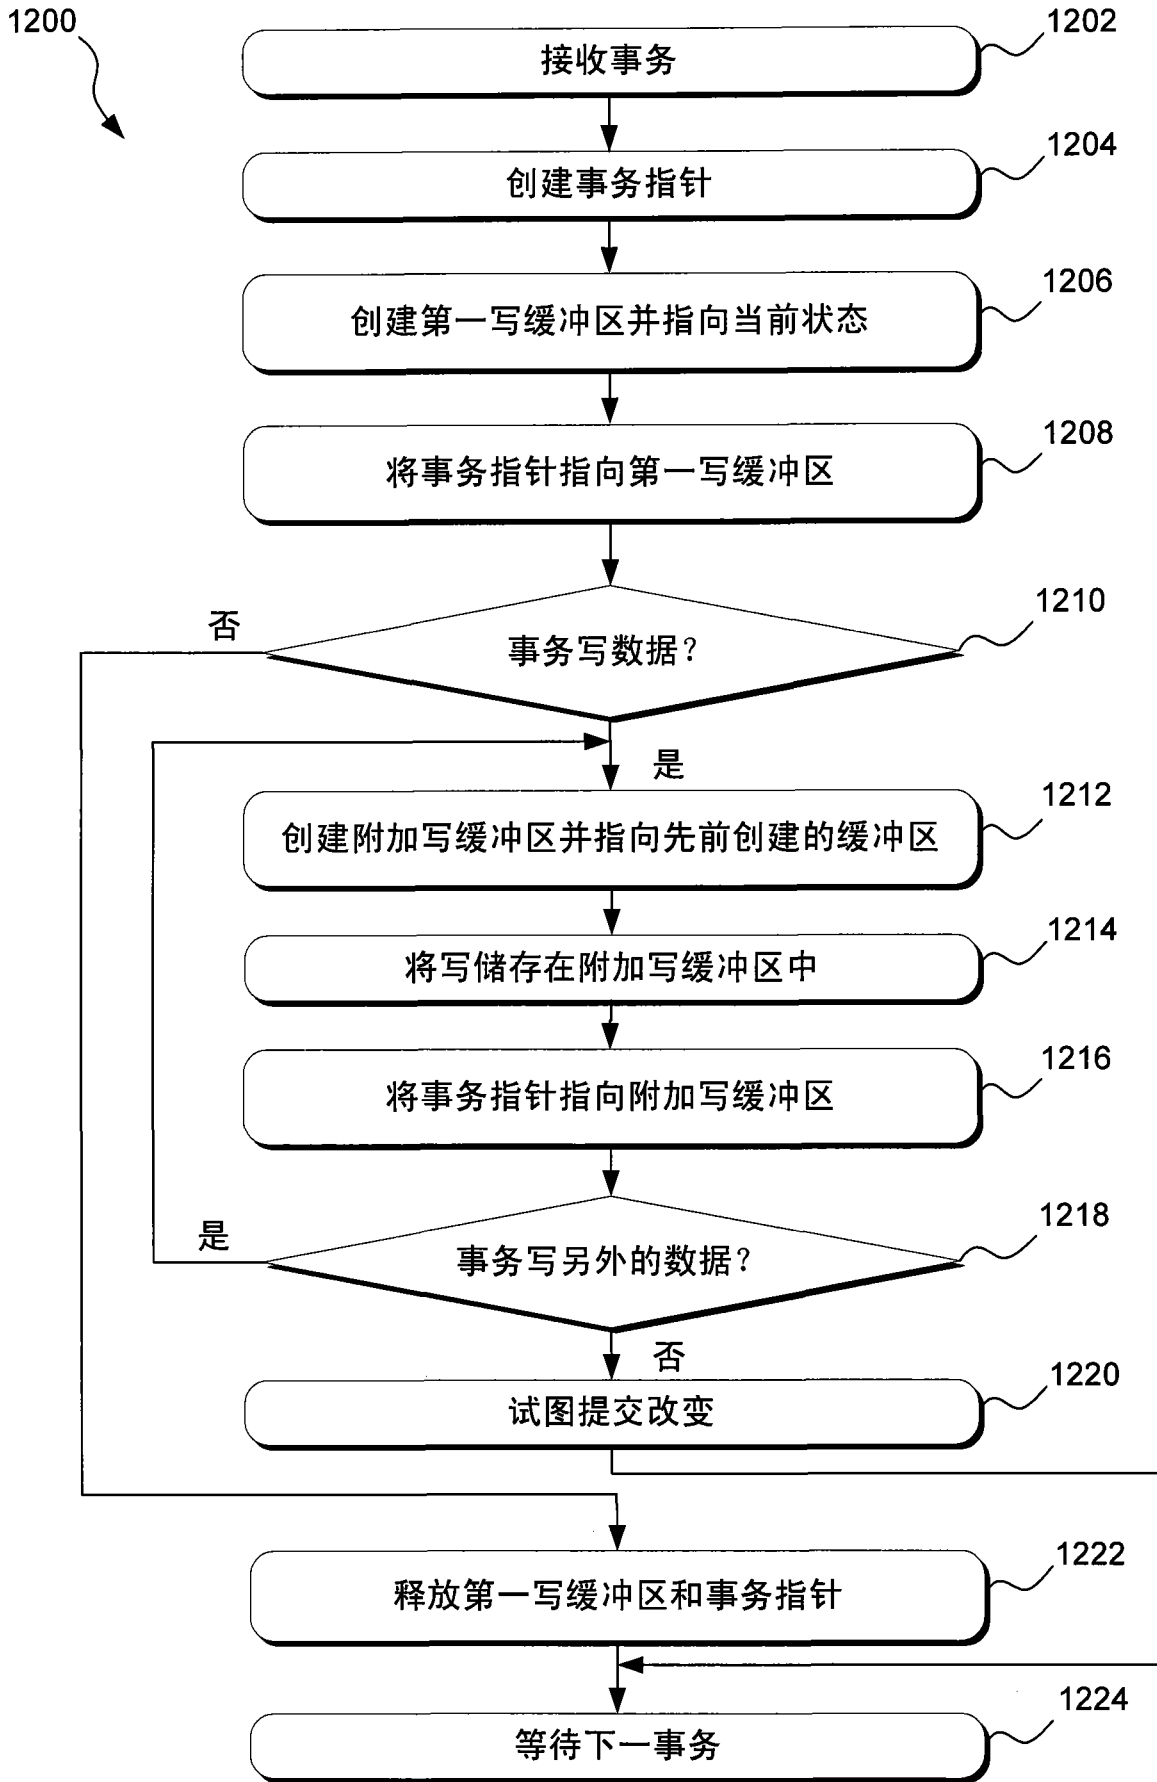 1200
1202
接收事务
1204
创建事务指针
1206
创建第一写缓冲区并指向当前状态
1208
将事务指针指向第一写缓冲区
1210
否
事务写数据?
是
1212
创建附加写缓冲区并指向先前创建的缓冲区
1214
将写储存在附加写缓冲区中
1216
将事务指针指向附加写缓冲区
1218
是
事务写另外的数据?
否
1220
试图提交改变
1222
释放第一写缓冲区和事务指针
1224
等待下一事务